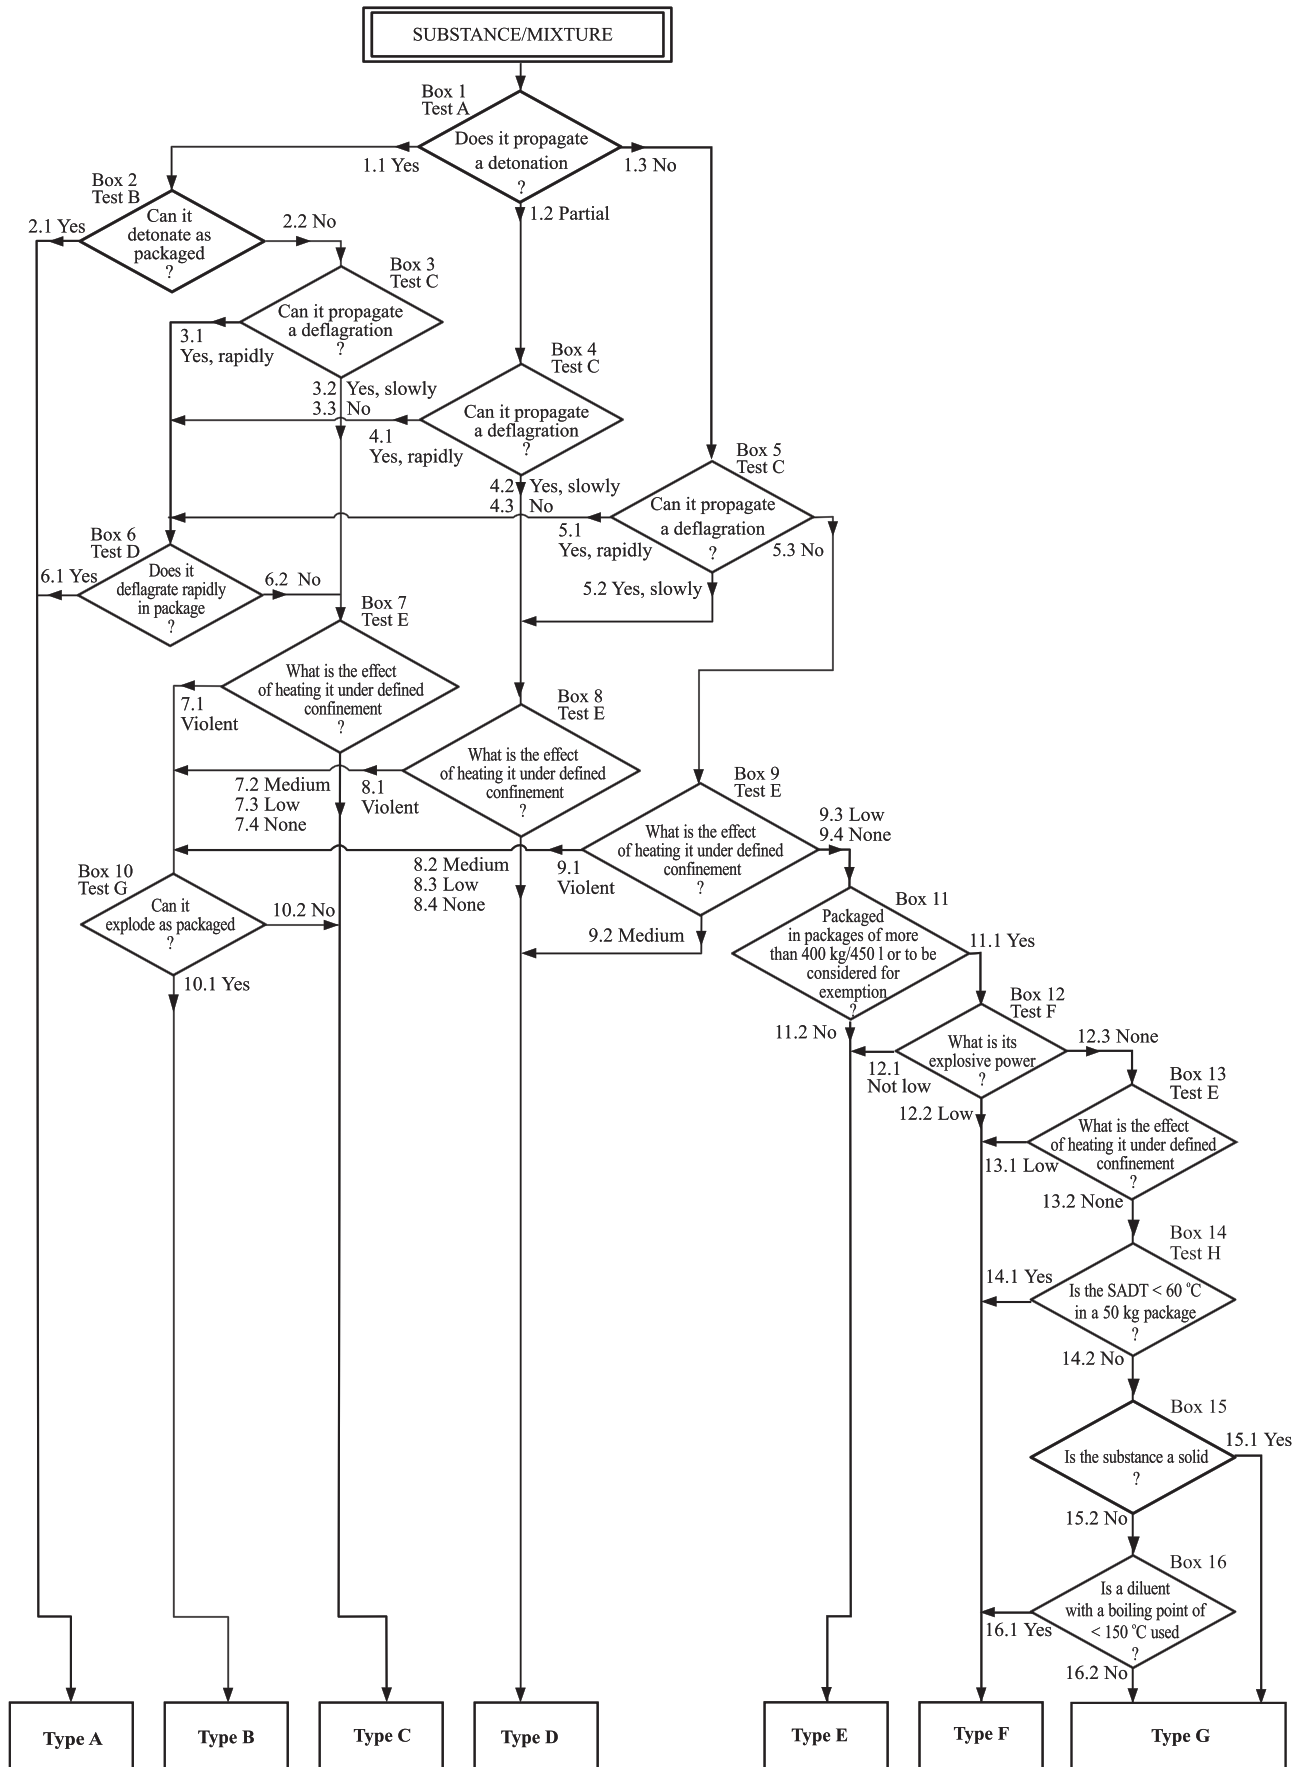 SUBSTANCE/MIXTURE
Box 1
Test A
Does it propagate
a detonation
?
1.1 Yes
1.3 No
1.2 Partial
Box 2
Test B
Can it
detonate as
packaged
?
2.1 Yes
2.2 No
Box 3
Test C
Can it propagate
a deflagration
?
3.1
Yes, rapidly
3.2 Yes, slowly
3.3 No
Box 4
Test C
Can it propagate
a deflagration
?
4.1
Yes, rapidly
4.2 Yes, slowly
4.3 No
Box 5
Test C
Can it propagate
a deflagration
?
5.1
Yes, rapidly
5.3 No
5.2 Yes, slowly
Box 6
Test D
Does it
deflagrate rapidly
in package
?
6.1 Yes
6.2 No
Box 7
Test E
What is the effect
of heating it under defined
confinement
?
7.1
Violent
7.2 Medium
7.3 Low
7.4 None
Box 8
Test E
What is the effect
of heating it under defined
confinement
?
8.1
Violent
8.2 Medium
8.3 Low
8.4 None
Box 9
Test E
What is the effect
of heating it under defined
confinement
?
9.3 Low
9.4 None
9.1
Violent
9.2 Medium
Box 10
Test G
Can it
explode as packaged
?
10.2 No
10.1 Yes
Box 11
Packaged
in packages of more
than 400 kg/450 l or to be
considered for
exemption
?
11.1 Yes
11.2 No
Box 12
Test F
What is its
explosive power
?
12.3 None
12.1
Not low
12.2 Low
Box 13
Test E
What is the effect
of heating it under defined
confinement
?
13.1 Low
13.2 None
Box 14
Test H
Is the SADT < 60 °C
in a 50 kg package
?
14.1 Yes
14.2 No
Box 15
Is the substance a solid
?
15.1 Yes
15.2 No
Box 16
Is a diluent
with a boiling point of
< 150 °C used
?
16.1 Yes
16.2 No
Type A
Type B
Type C
Type D
Type E
Type F
Type G